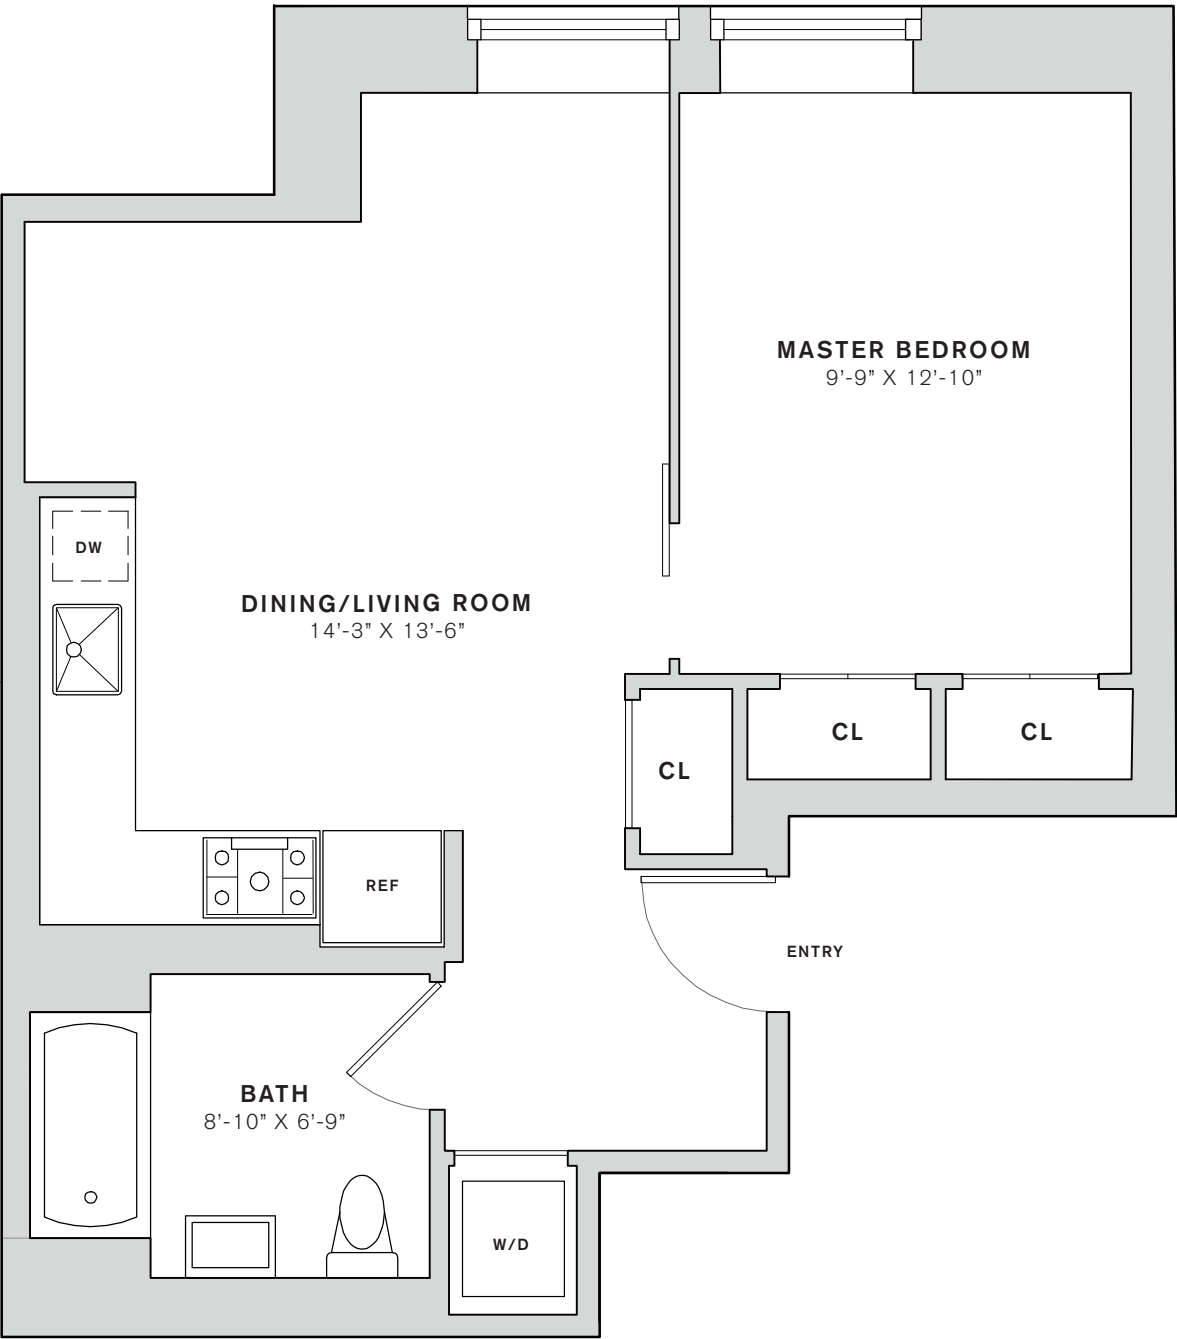 MASTER BEDROOM
9’-9” X 12’-10”
DW
DINING/LIVING ROOM
14’-3” X 13’-6”
CL
CL
CL
REF
ENTRY
BATH
8’-10” X 6’-9”
W/D